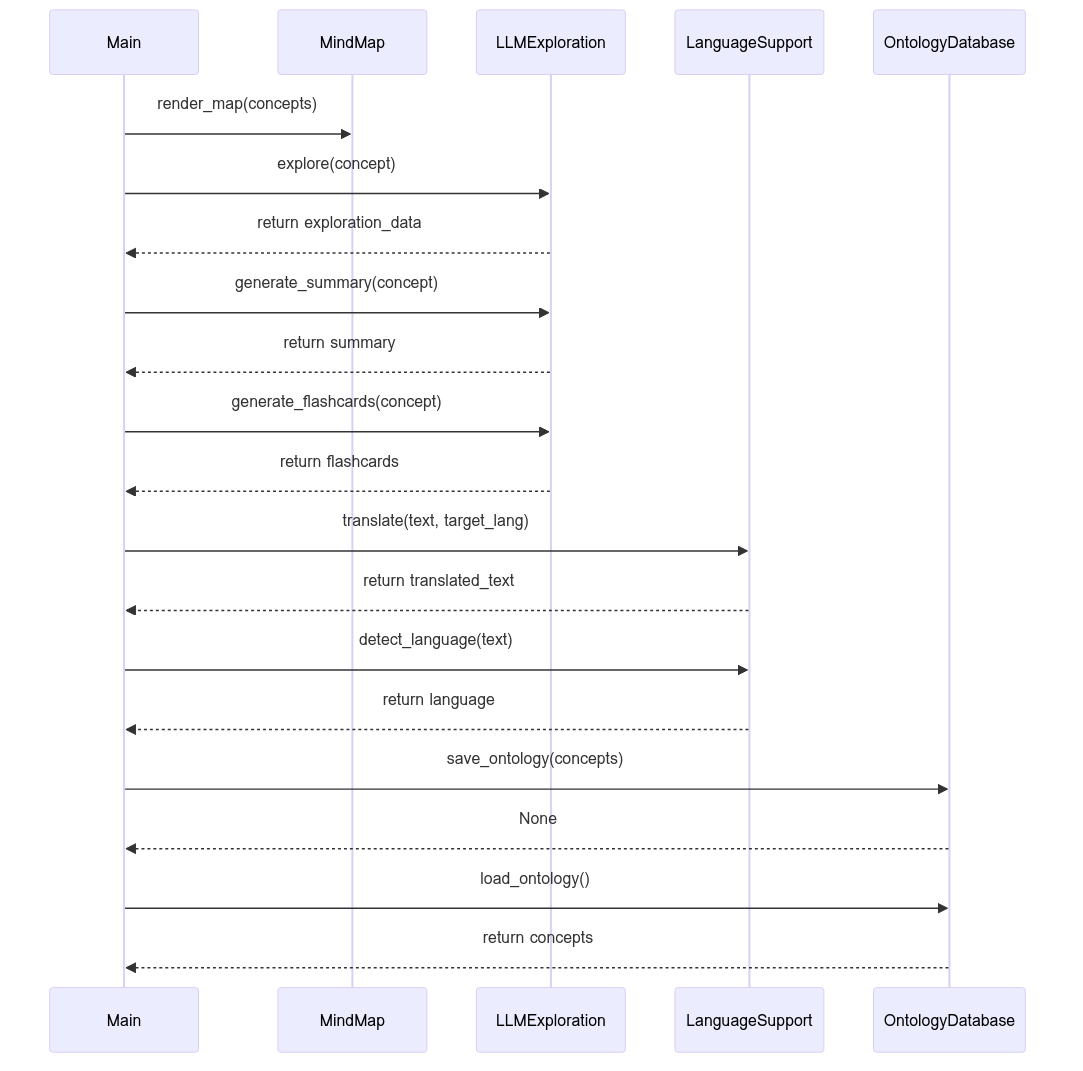 Main
MindMap
LLMExploration
LanguageSupport
OntologyDatabase
render_map(concepts)
explore(concept)
return exploration_data
generate_summary(concept)
return summary
generate_flashcards(concept)
return flashcards
translate(text, target_lang)
return translated_text
detect_language(text)
return language
save_ontology(concepts)
None
load_ontology()
return concepts
Main
MindMap
LLMExploration
LanguageSupport
OntologyDatabase